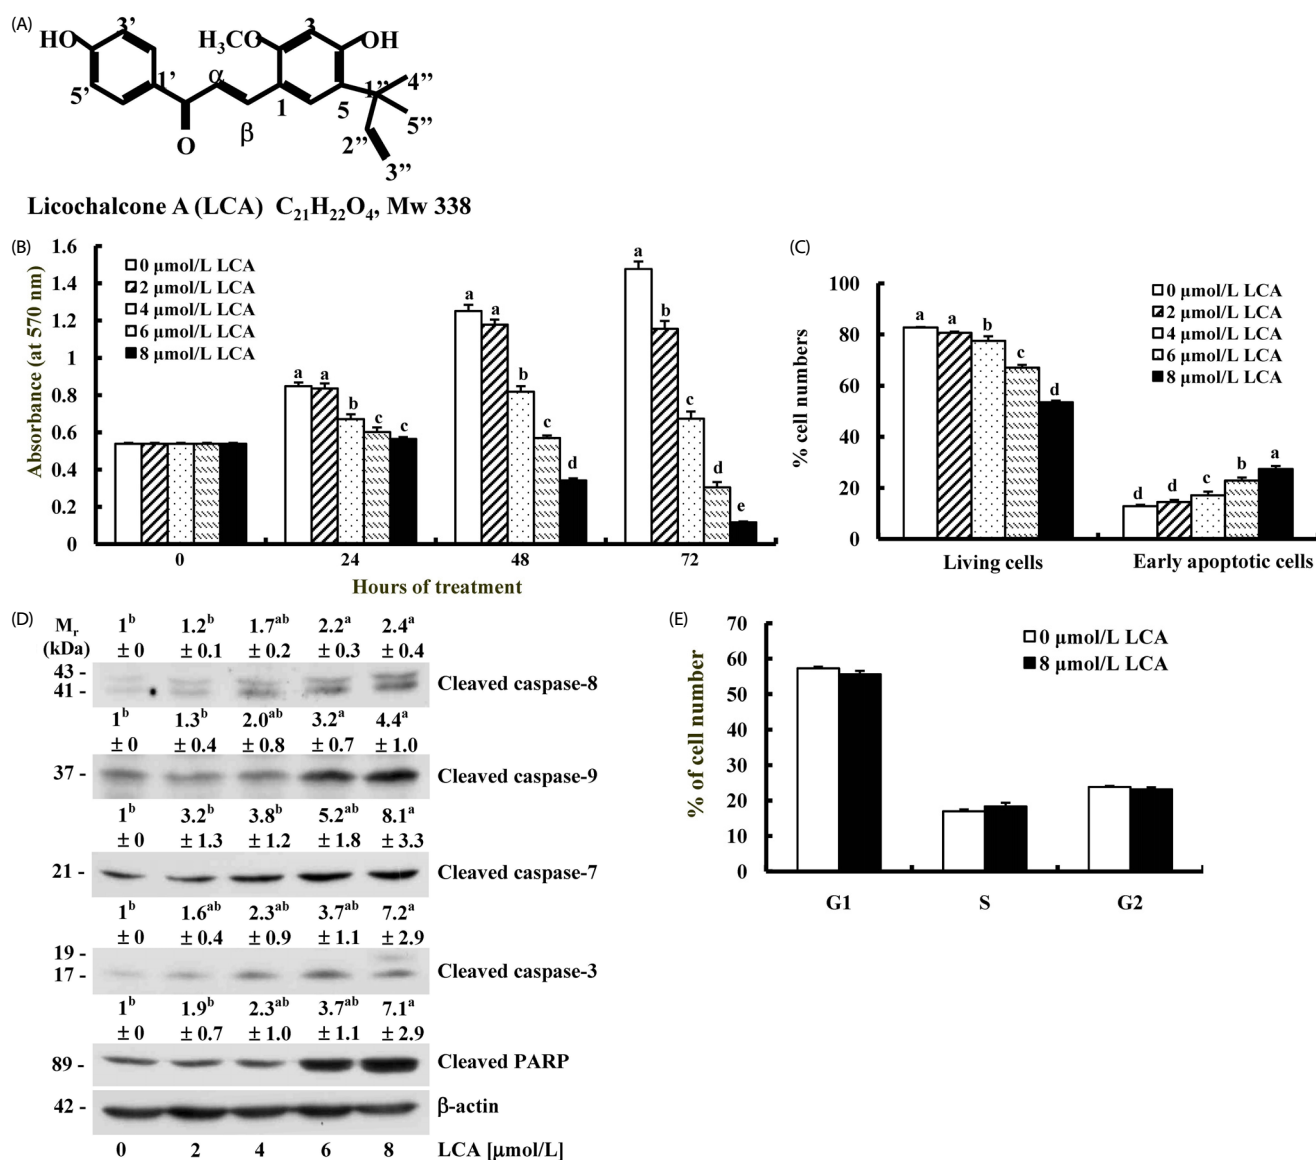 (A)
3'
HO
5'
1'
O
α
β
H₃CO
3
OH
1
5
1''
4''
5''
2''
3''
Licochalcone A (LCA) C₂₁H₂₂O₄, Mw 338
(B)
Absorbance (at 570 nm)
1.6
1.4
1.2
1
0.8
0.6
0.4
0.2
0
0 μmol/L LCA
2 μmol/L LCA
4 μmol/L LCA
6 μmol/L LCA
8 μmol/L LCA
a a b c c
a a b c d
a b c d e
0 24 48 72
Hours of treatment
(C)
% cell numbers
100
80
60
40
20
0
0 μmol/L LCA
2 μmol/L LCA
4 μmol/L LCA
6 μmol/L LCA
8 μmol/L LCA
a a b c d
d d c b a
Living cells Early apoptotic cells
(D)
Mᵣ 1ᵇ 1.2ᵇ 1.7ᵃᵇ 2.2ᵃ 2.4ᵃ
(kDa) ± 0 ± 0.1 ± 0.2 ± 0.3 ± 0.4
43 -
41 - Cleaved caspase-8
1ᵇ 1.3ᵇ 2.0ᵃᵇ 3.2ᵃ 4.4ᵃ
± 0 ± 0.4 ± 0.8 ± 0.7 ± 1.0
37 - Cleaved caspase-9
1ᵇ 3.2ᵇ 3.8ᵇ 5.2ᵃᵇ 8.1ᵃ
± 0 ± 1.3 ± 1.2 ± 1.8 ± 3.3
21 - Cleaved caspase-7
1ᵇ 1.6ᵃᵇ 2.3ᵃᵇ 3.7ᵃᵇ 7.2ᵃ
± 0 ± 0.4 ± 0.9 ± 1.1 ± 2.9
19 -
17 - Cleaved caspase-3
1ᵇ 1.9ᵇ 2.3ᵃᵇ 3.7ᵃᵇ 7.1ᵃ
± 0 ± 0.7 ± 1.0 ± 1.1 ± 2.9
89 - Cleaved PARP
42 - β-actin
0 2 4 6 8 LCA [μmol/L]
(E)
% of cell number
70
60
50
40
30
20
10
0
0 μmol/L LCA
8 μmol/L LCA
G1 S G2